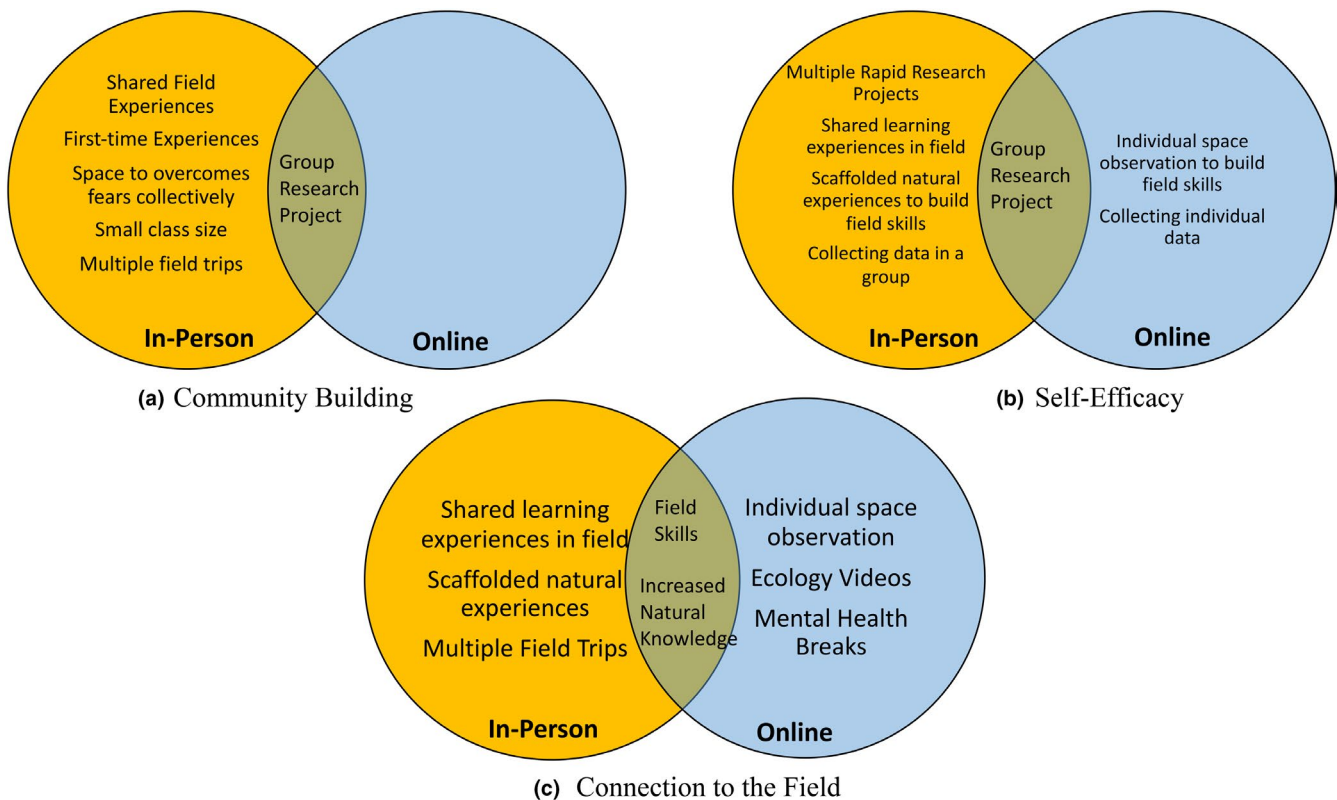 Shared Field
Experiences
First-time Experiences
Space to overcomes
fears collectively
Small class size
Multiple field trips
Group
Research
Project
In-Person
Online
(a) Community Building
Multiple Rapid Research
Projects
Shared learning
experiences in field
Scaffolded natural
experiences to build
field skills
Collecting data in a
group
Group
Research
Project
Individual space
observation to build
field skills
Collecting individual
data
In-Person
Online
(b) Self-Efficacy
Shared learning
experiences in field
Scaffolded natural
experiences
Multiple Field Trips
Field
Skills
Increased
Natural
Knowledge
Individual space
observation
Ecology Videos
Mental Health
Breaks
In-Person
Online
(c) Connection to the Field